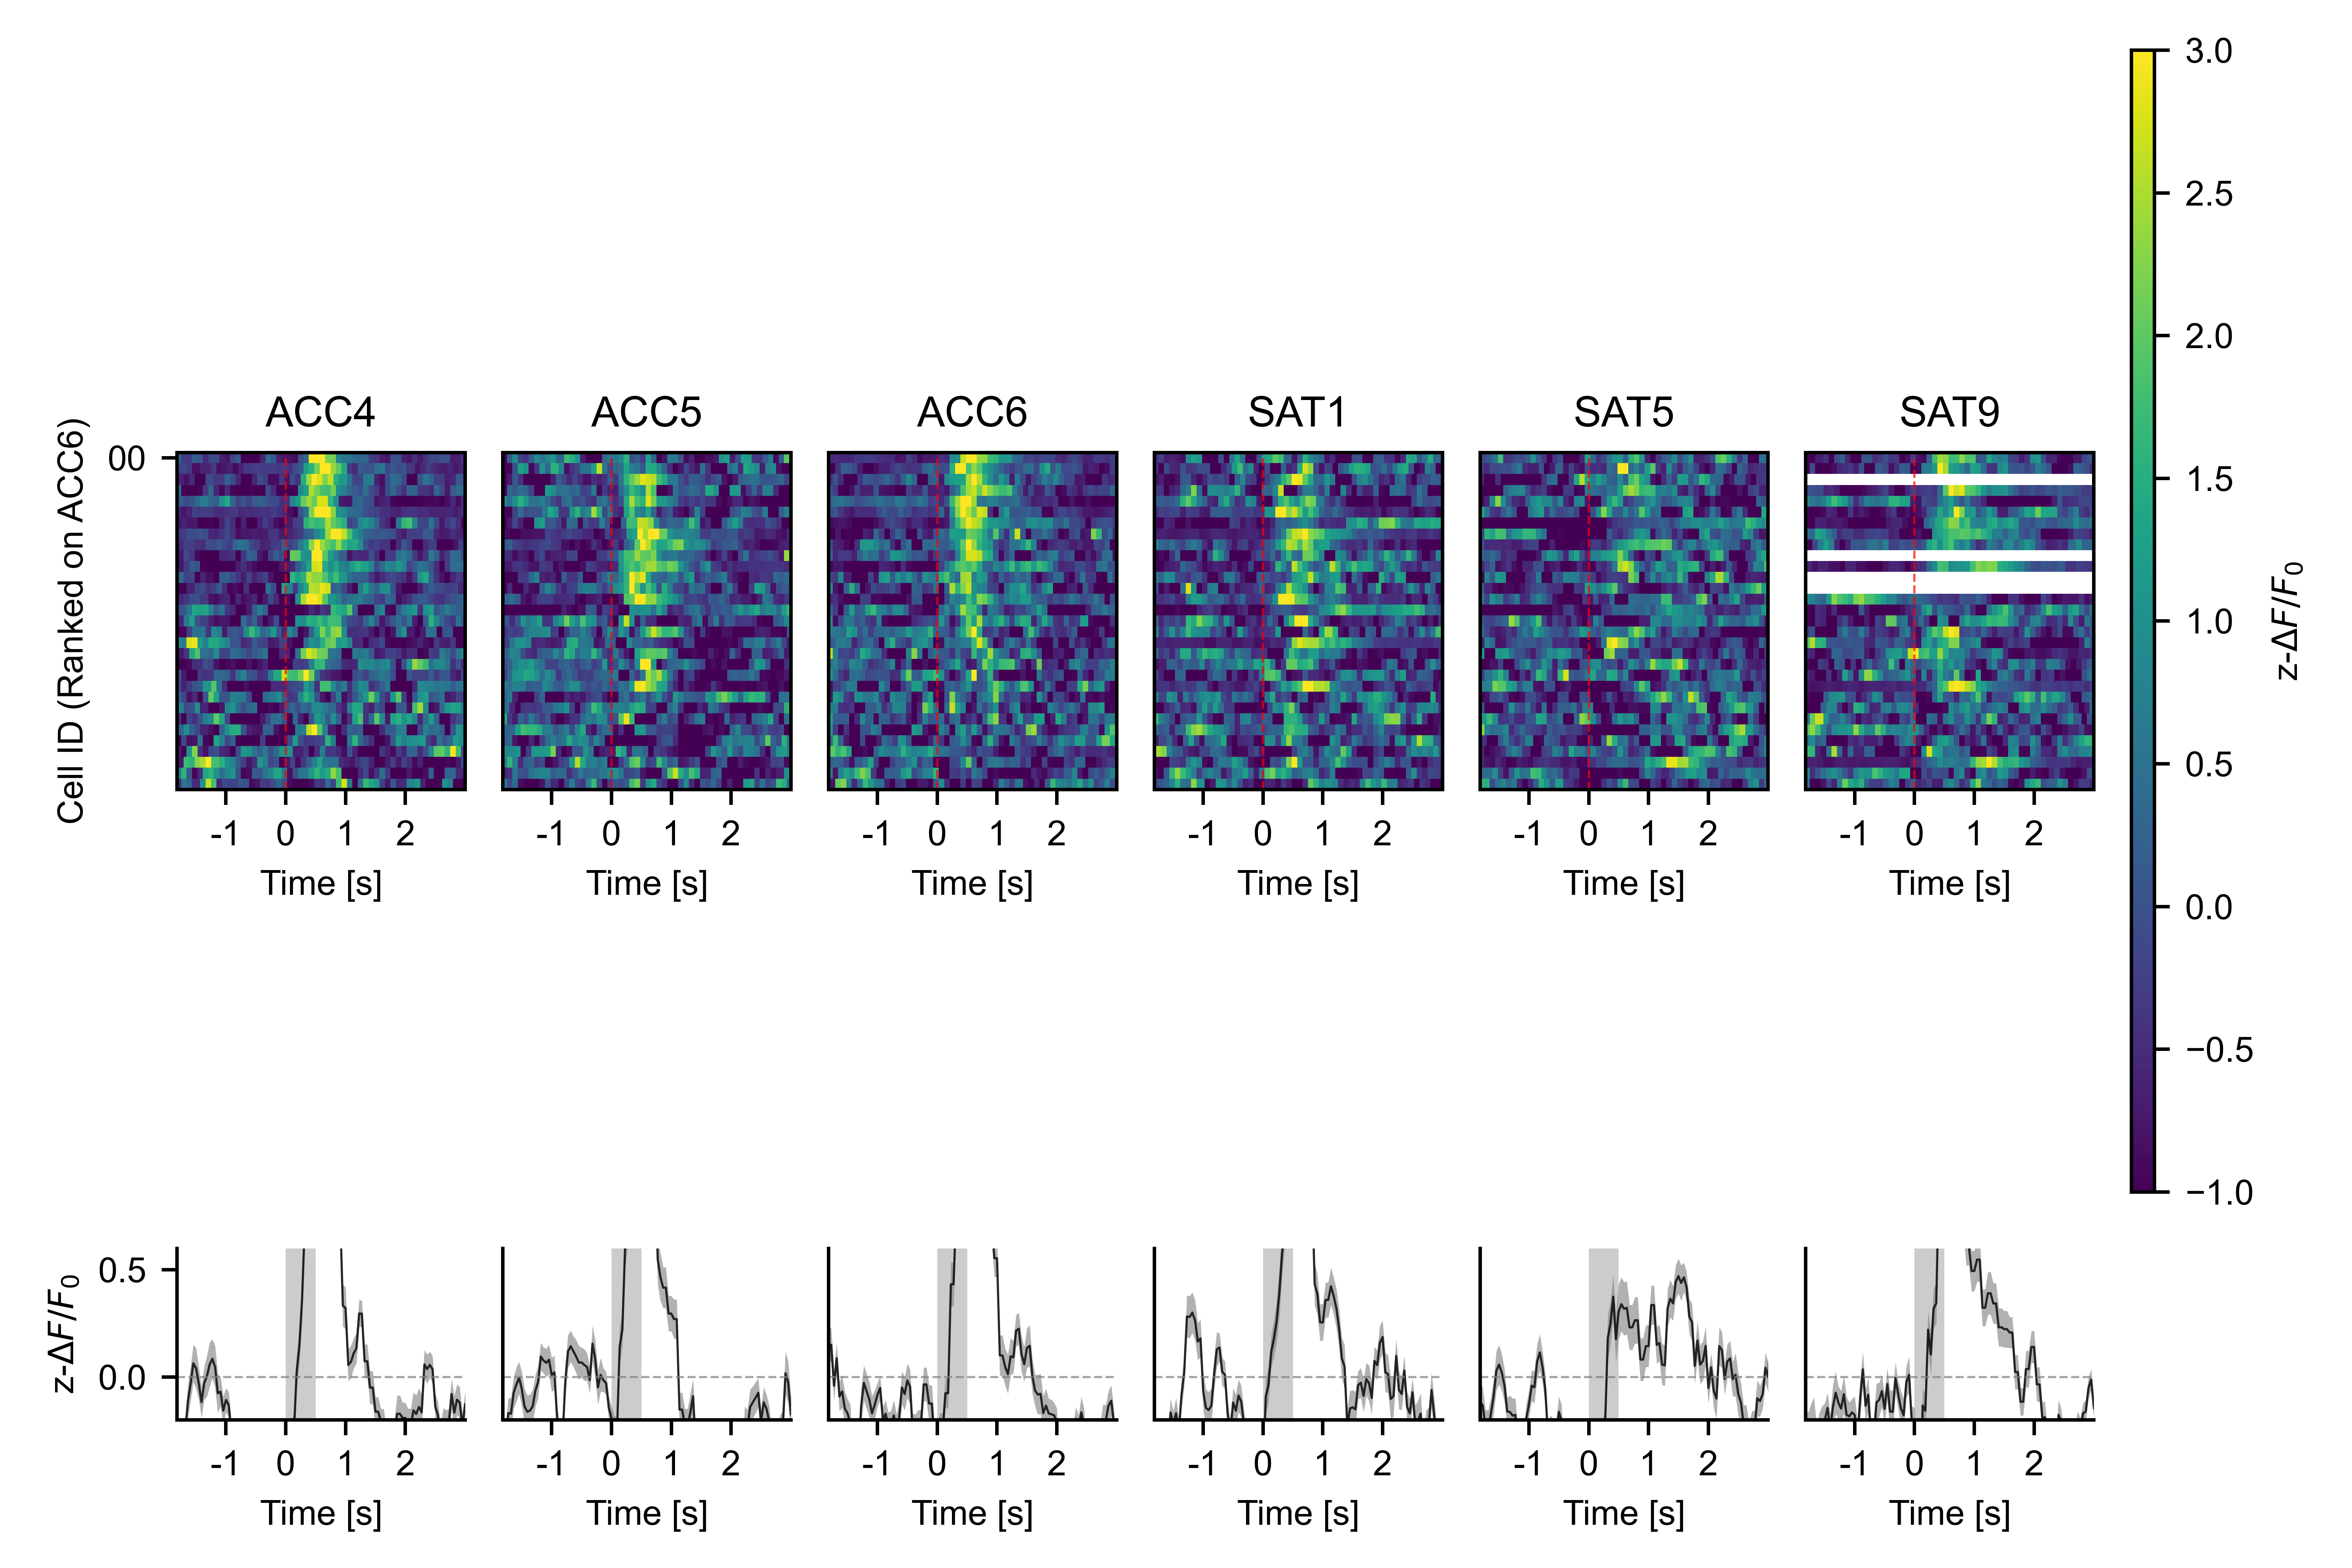 3.0
2.5
2.0
1.5
1.0
0.5
0.0
−0.5
−1.0
z-ΔF/F0
ACC4 ACC5 ACC6 SAT1 SAT5 SAT9
Cell ID (Ranked on ACC6)
00
-1 0 1 2 -1 0 1 2 -1 0 1 2 -1 0 1 2 -1 0 1 2 -1 0 1 2
Time [s] Time [s] Time [s] Time [s] Time [s] Time [s]
z-ΔF/F0
0.5
0.0
-1 0 1 2 -1 0 1 2 -1 0 1 2 -1 0 1 2 -1 0 1 2 -1 0 1 2
Time [s] Time [s] Time [s] Time [s] Time [s] Time [s]